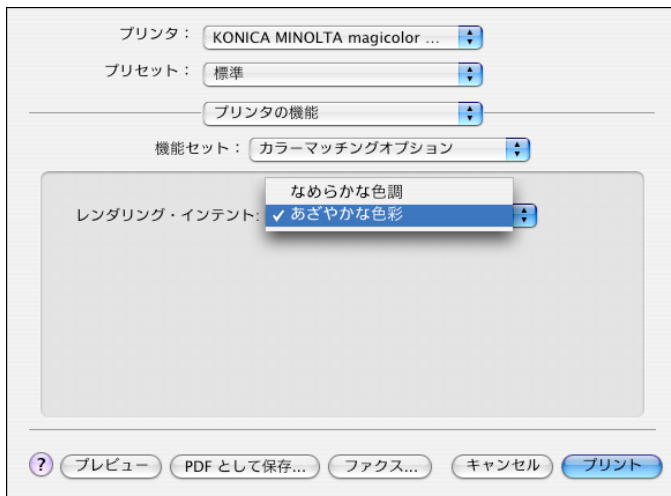 プリンタ： KONICA MINOLTA magicolor ...
プリセット： 標準
プリンタの機能
機能セット： カラーマッチングオプション
なめらかな色調
レンダリング・インテント: ✓ あざやかな色彩
? プレビュー PDF として保存... ファクス... キャンセル プリント